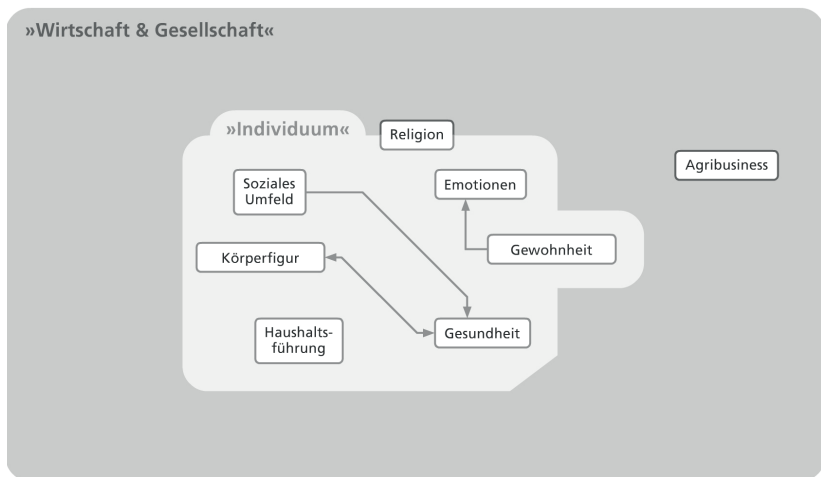 »Wirtschaft & Gesellschaft«
»Individuum«
Religion
Agribusiness
Soziales
Umfeld
Emotionen
Gewohnheit
Körperfigur
Haushalts-
führung
Gesundheit